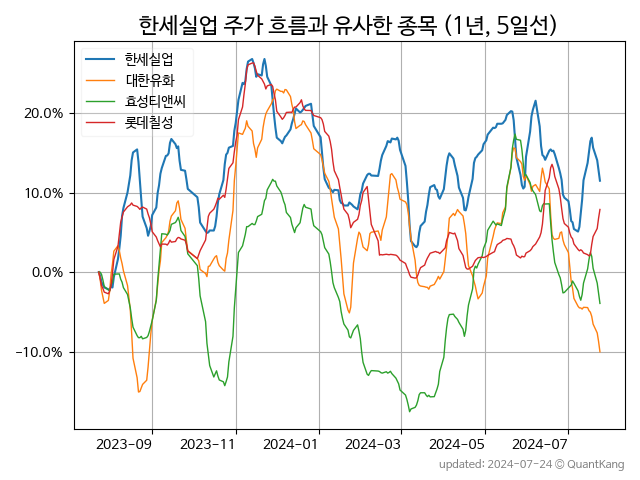 한세실업 주가 흐름과 유사한 종목 (1년, 5일선)
한세실업
대한유화
효성티앤씨
롯데칠성
20.0%
10.0%
0.0%
−10.0%
2023-09 2023-11 2024-01 2024-03 2024-05 2024-07
updated: 2024-07-24 © QuantKang